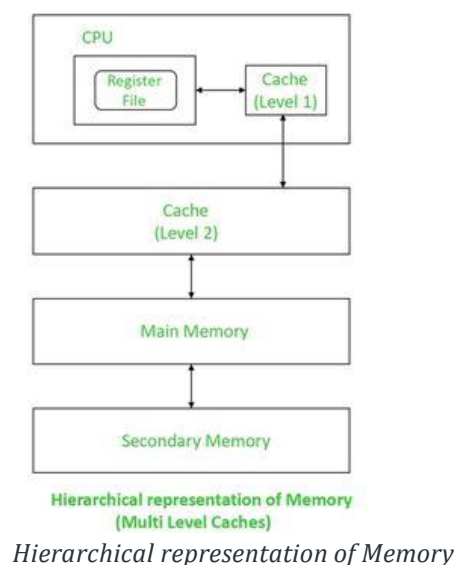 CPU
Register
File
Cache
(Level 1)
Cache
(Level 2)
Main Memory
Secondary Memory
Hierarchical representation of Memory
(Multi Level Caches)
Hierarchical representation of Memory